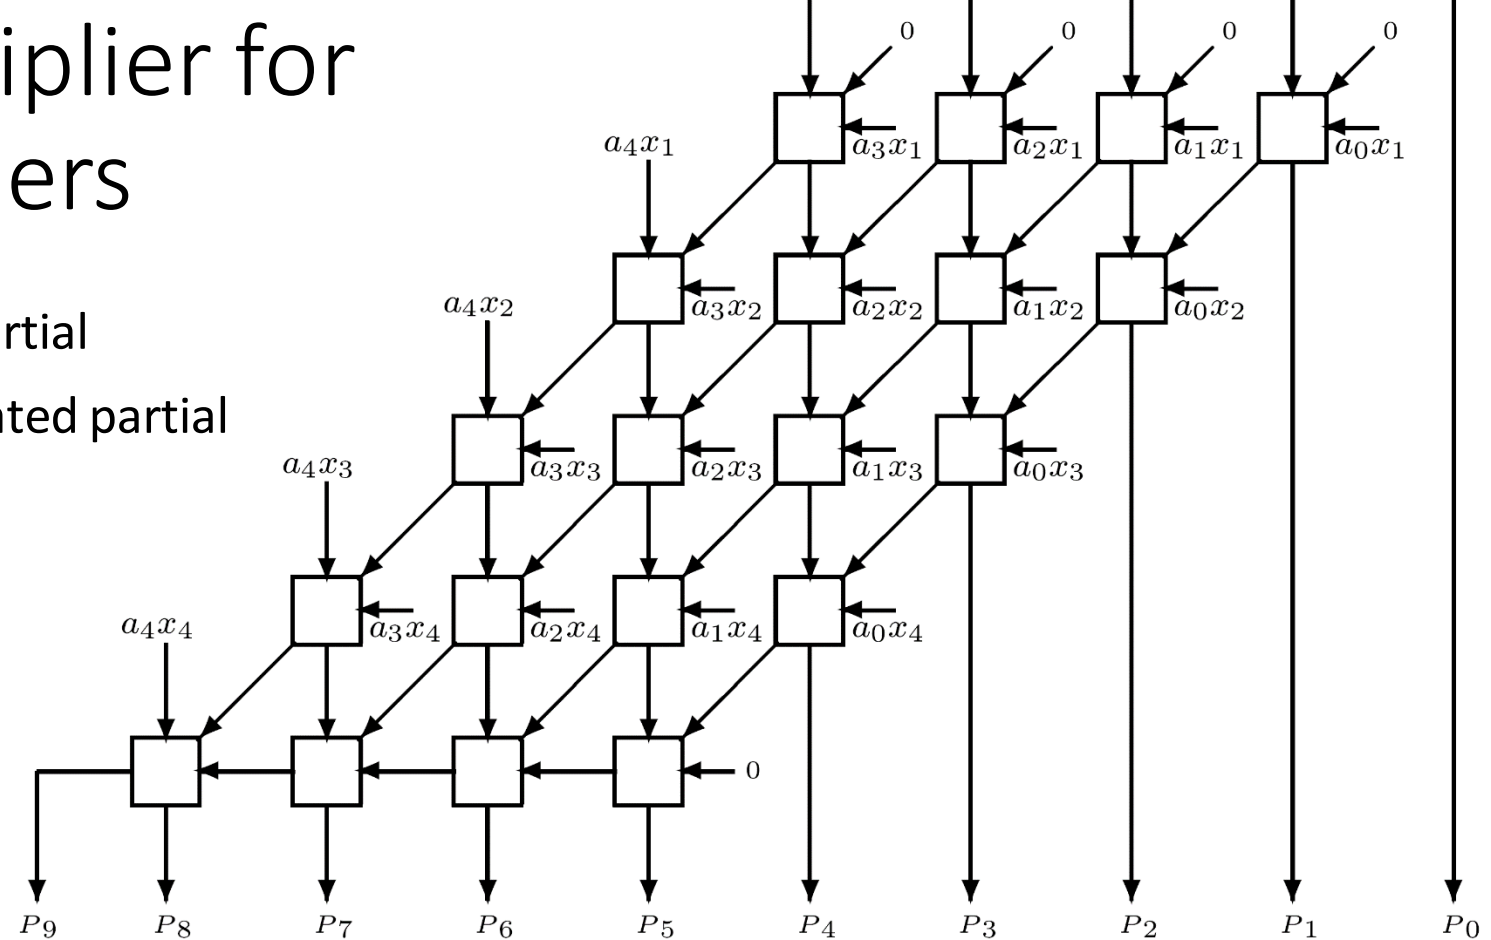 iplier for
ers
rtial
ated partial
0 0 0 0
a₄x₁ a₃x₁ a₂x₁ a₁x₁ a₀x₁
a₄x₂ a₃x₂ a₂x₂ a₁x₂ a₀x₂
a₄x₃ a₃x₃ a₂x₃ a₁x₃ a₀x₃
a₄x₄ a₃x₄ a₂x₄ a₁x₄ a₀x₄
0
P₉ P₈ P₇ P₆ P₅ P₄ P₃ P₂ P₁ P₀